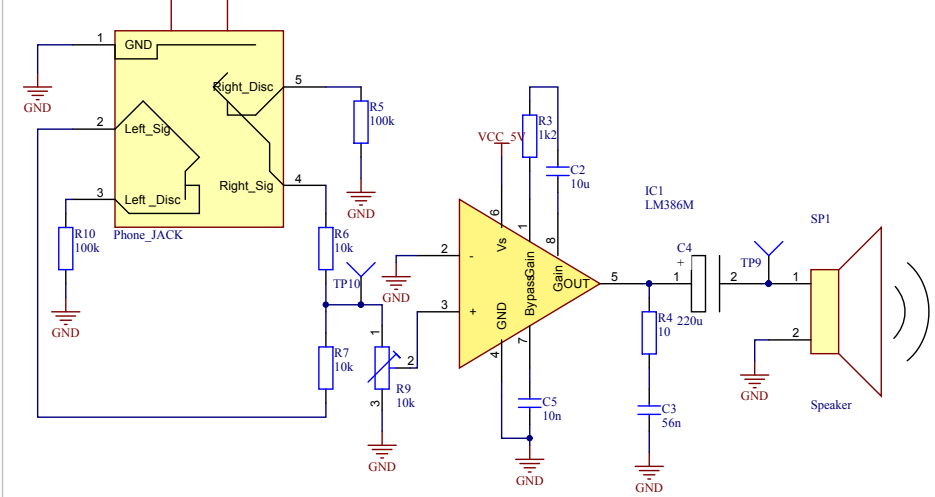 1
GND
GND
2
Left_Sig
3
Left_Disc
R10
100k
GND
Phone_JACK
Right_Disc
5
R5
100k
GND
Right_Sig
4
R6
10k
TP10
R7
10k
1
2
3
R9
10k
GND
GND
2
-
3
+
VCC_5V
6
Vs
R3
1k2
1
Gain
C2
10u
8
Gain
IC1
LM386M
OUT
5
GND
4
Bypass
7
C5
10n
GND
R4
10
C3
56n
GND
C4
+
1
2
220u
TP9
SP1
1
2
GND
Speaker